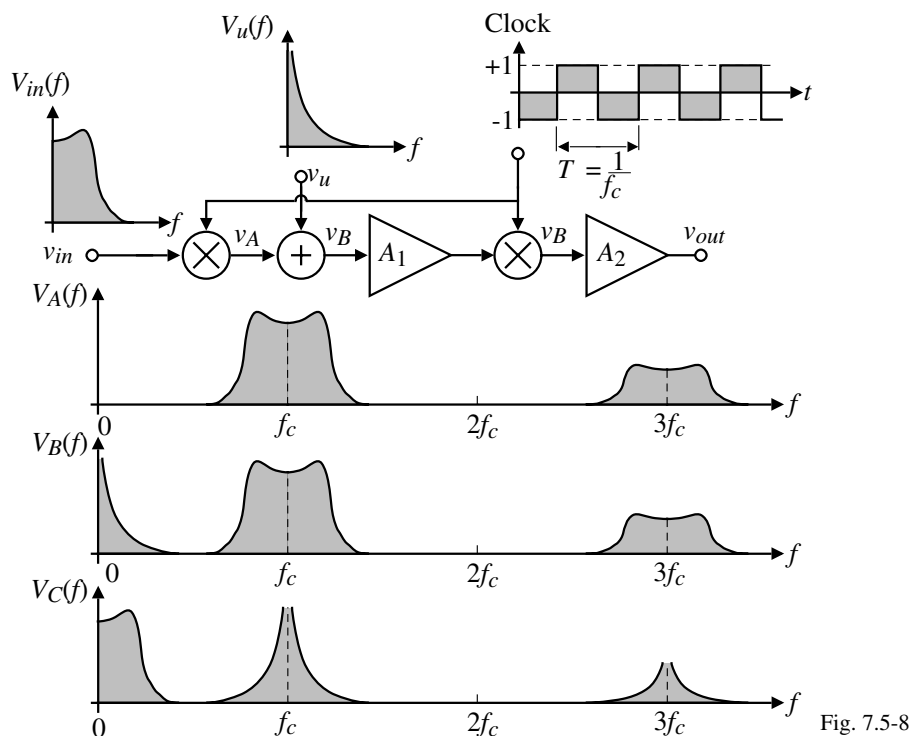 V_u(f)
f
Clock
+1
-1
t
T = 1/f_c
V_in(f)
f
v_u
v_in
v_A
v_B
A_1
v_B
A_2
v_out
V_A(f)
0
f_c
2f_c
3f_c
f
V_B(f)
0
f_c
2f_c
3f_c
f
V_C(f)
0
f_c
2f_c
3f_c
f
Fig. 7.5-8